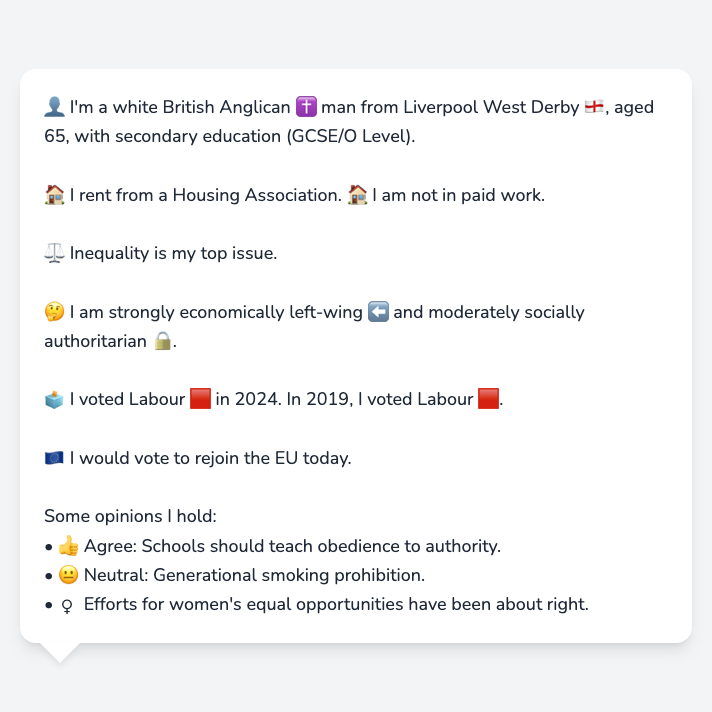 👤 I'm a white British Anglican ✝️ man from Liverpool West Derby 🏴󠁧󠁢󠁥󠁮󠁧󠁿, aged
65, with secondary education (GCSE/O Level).
🏠 I rent from a Housing Association. 🏠 I am not in paid work.
⚖️ Inequality is my top issue.
🤔 I am strongly economically left-wing ⬅️ and moderately socially
authoritarian 🔒.
🗳️ I voted Labour 🟥 in 2024. In 2019, I voted Labour 🟥.
🇪🇺 I would vote to rejoin the EU today.
Some opinions I hold:
• 👍 Agree: Schools should teach obedience to authority.
• 😐 Neutral: Generational smoking prohibition.
• ♀ Efforts for women's equal opportunities have been about right.